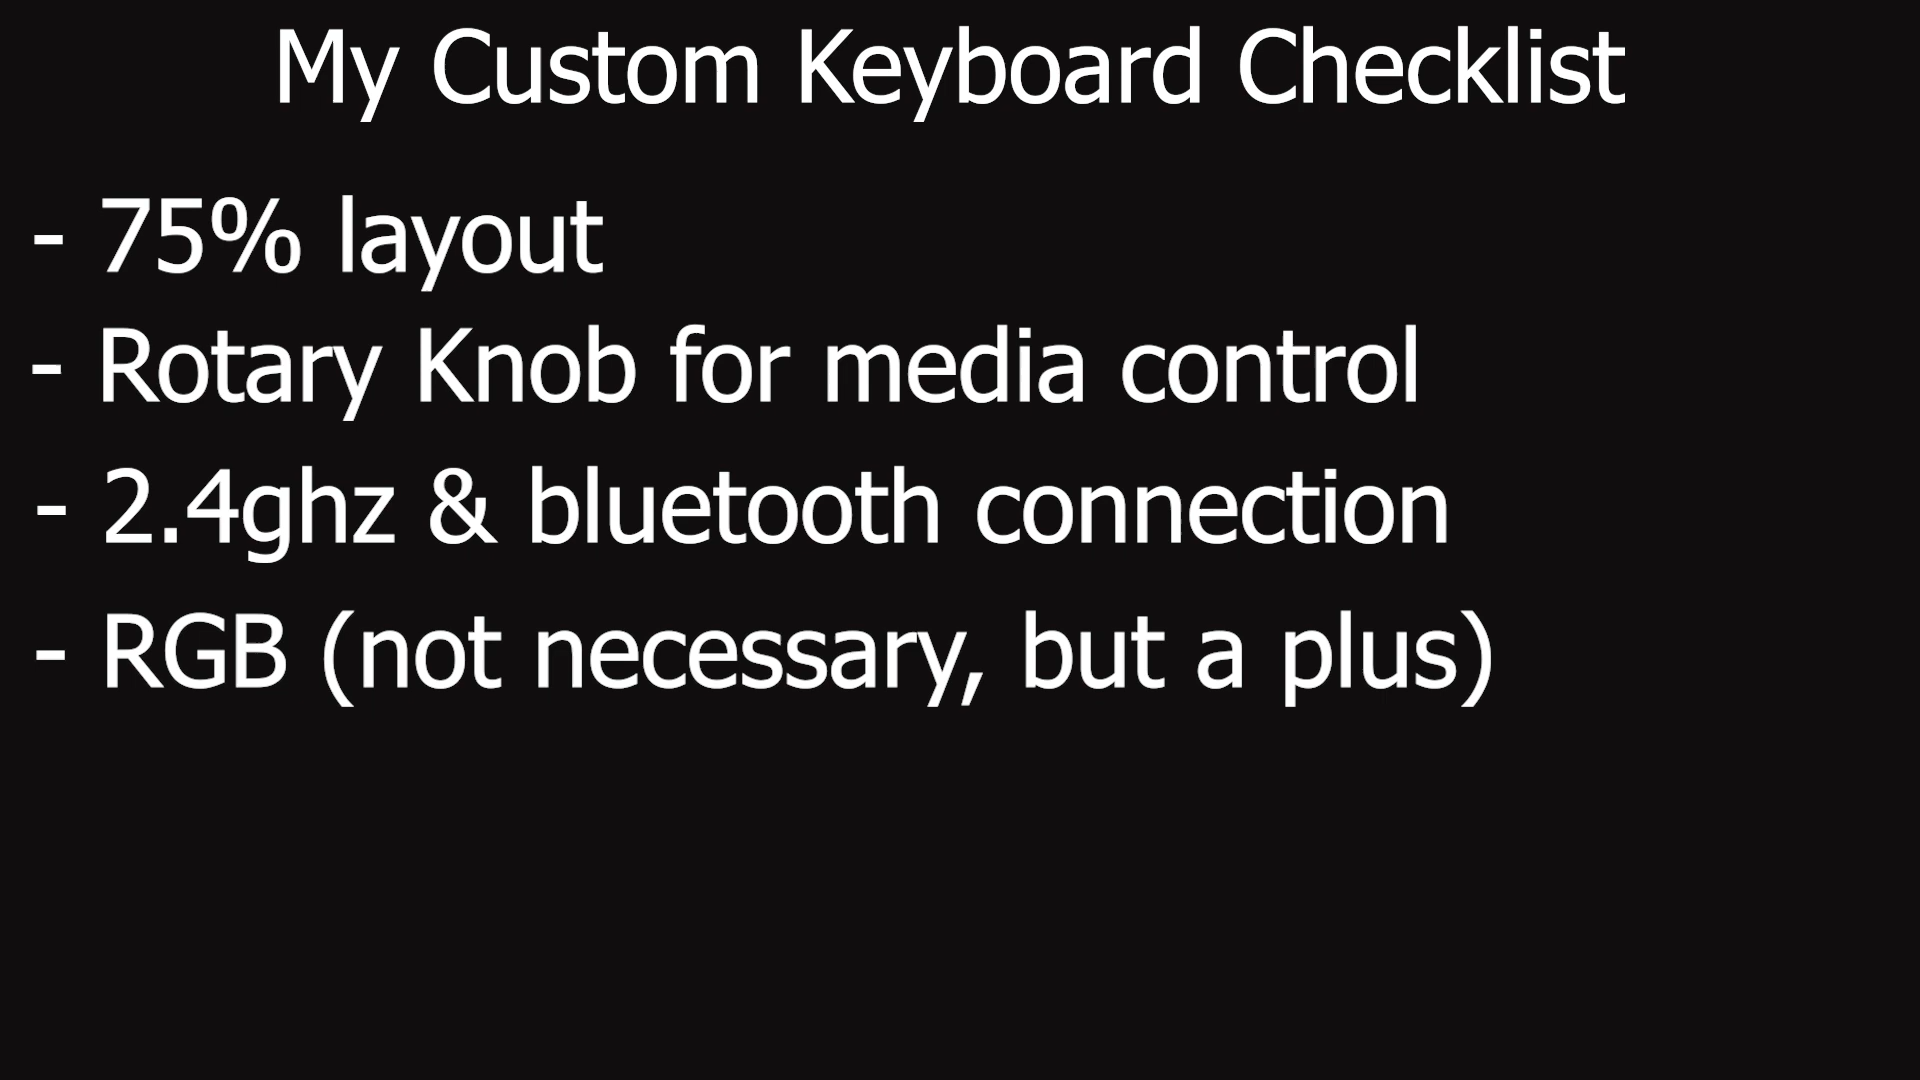 My Custom Keyboard Checklist
- 75% layout
- Rotary Knob for media control
- 2.4ghz & bluetooth connection
- RGB (not necessary, but a plus)